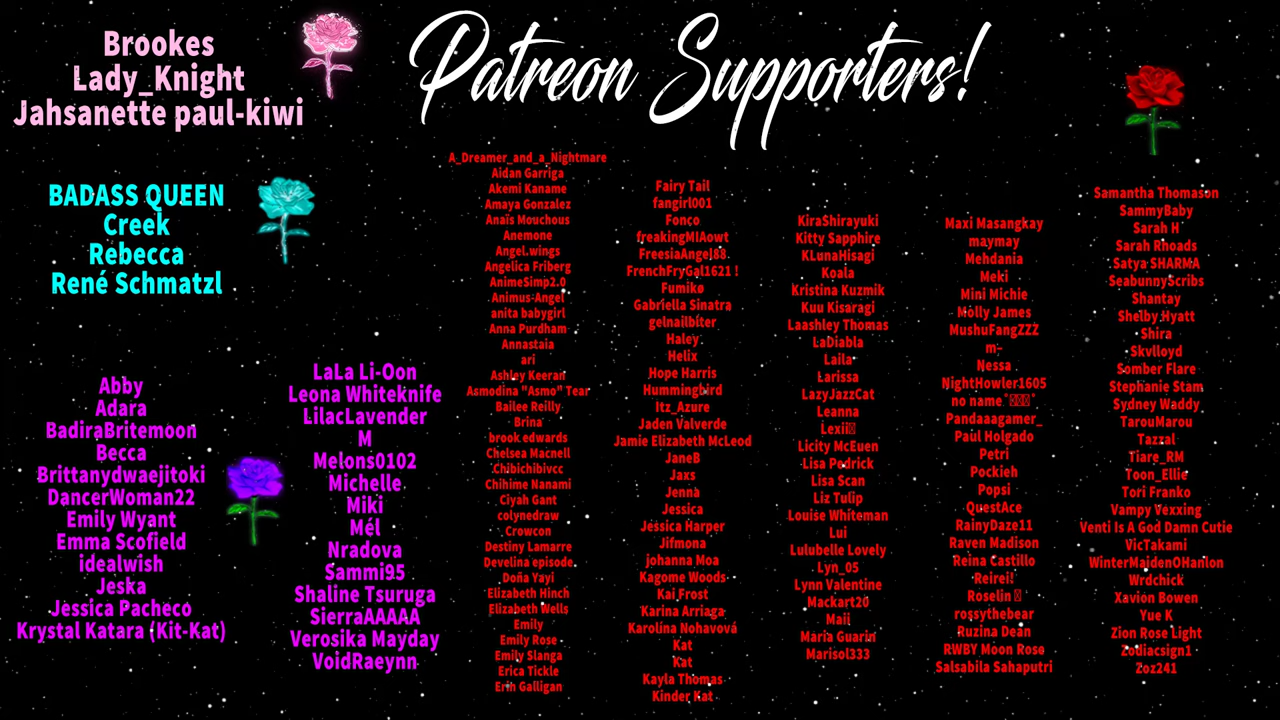 Patreon Supporters!
Brookes
Lady_Knight
Jahsanette paul-kiwi
BADASS QUEEN
Creek
Rebecca
René Schmatzl
Abby
Adara
BadiraBritemoon
Becca
Brittanydwaejitoki
DancerWoman22
Emily Wyant
Emma Scofield
idealwish
Jeska
Jessica Pacheco
Krystal Katara (Kit-Kat)
LaLa Li-Oon
Leona Whiteknife
LilacLavender
M
Melons0102
Michelle
Miki
Mél
Nradova
Sammi95
Shaline Tsuruga
SierraAAAAA
Verosika Mayday
VoidRaeynn
A_Dreamer_and_a_Nightmare
Aidan Garriga
Akemi Kaname
Amaya Gonzalez
Anaïs Mouchous
Anemone
Angel.wings
Angelica Friberg
AnimeSimp2.0
Animus-Angel
anita babygirl
Anna Purdham
Annastaia
ari
Ashley Keeran
Asmodina "Asmo" Tear
Bailee Reilly
Brina
brook edwards
Chelsea Macnell
Chibichibivcc
Chihime Nanami
Ciyah Gant
colynedraw
Crowcon
Destiny Lamarre
Develina episode
Doña Yayi
Elizabeth Hinch
Elizabeth Wells
Emily
Emily Rose
Emily Slanga
Erica Tickle
Erin Galligan
Fairy Tail
fangirl001
Fonço
freakingMIAowt
FreesiaAngel88
FrenchFryGal1621 !
Fumiko
Gabriella Sinatra
gelnailbiter
Haley
Helix
Hope Harris
Hummingbird
Itz_Azure
Jaden Valverde
Jamie Elizabeth McLeod
JaneB
Jaxs
Jenna
Jessica
Jessica Harper
Jifmona
johanna Moa
Kagome Woods
Kai Frost
Karina Arriaga
Karolína Nohavová
Kat
Kat
Kayla Thomas
Kinder Kat
KiraShirayuki
Kitty Sapphire
KLunaHisagi
Koala
Kristina Kuzmik
Kuu Kisaragi
Laashley Thomas
LaDiabla
Laila
Larissa
LazyJazzCat
Leanna
Lexii
Licity McEuen
Lisa Pedrick
Lisa Scan
Liz Tulip
Louise Whiteman
Lui
Lulubelle Lovely
Lyn_05
Lynn Valentine
Mackart20
Maii
Maria Guarin
Marisol333
Maxi Masangkay
maymay
Mehdania
Meki
Mini Michie
Molly James
MushuFangZZZ
m-
Nessa
NightHowler1605
no name
Pandaaagamer_
Paul Holgado
Petri
Pockieh
Popsi
QuestAce
RainyDaze11
Raven Madison
Reina Castillo
Reirei!
Roselin
rossythebear
Ruzina Dean
RWBY Moon Rose
Salsabila Sahaputri
Samantha Thomason
SammyBaby
Sarah H
Sarah Rhoads
Satya SHARMA
SeabunnyScribs
Shantay
Shelby Hyatt
Shira
Skvlloyd
Somber Flare
Stephanie Stam
Sydney Waddy
TarouMarou
Tazzal
Tiare_RM
Toon_Ellie
Tori Franko
Vampy Vexxing
Venti Is A God Damn Cutie
VicTakami
WinterMaidenOHanlon
Wrdchick
Xavion Bowen
Yue K
Zion Rose Light
Zodiacsign1
Zoz241